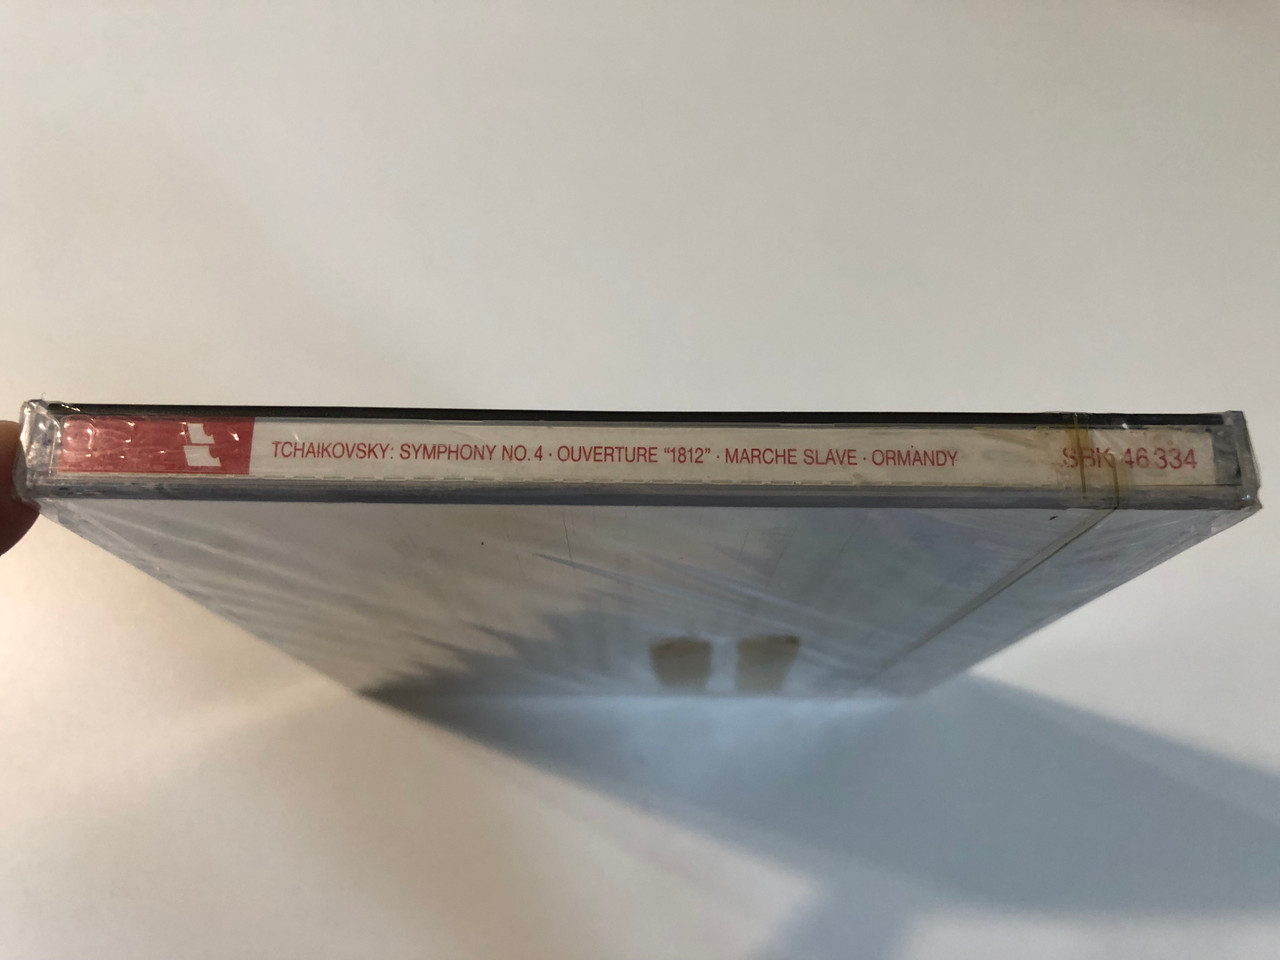 TCHAIKOVSKY: SYMPHONY NO. 4 · OUVERTURE "1812" · MARCHE SLAVE · ORMANDY SBK 46 334